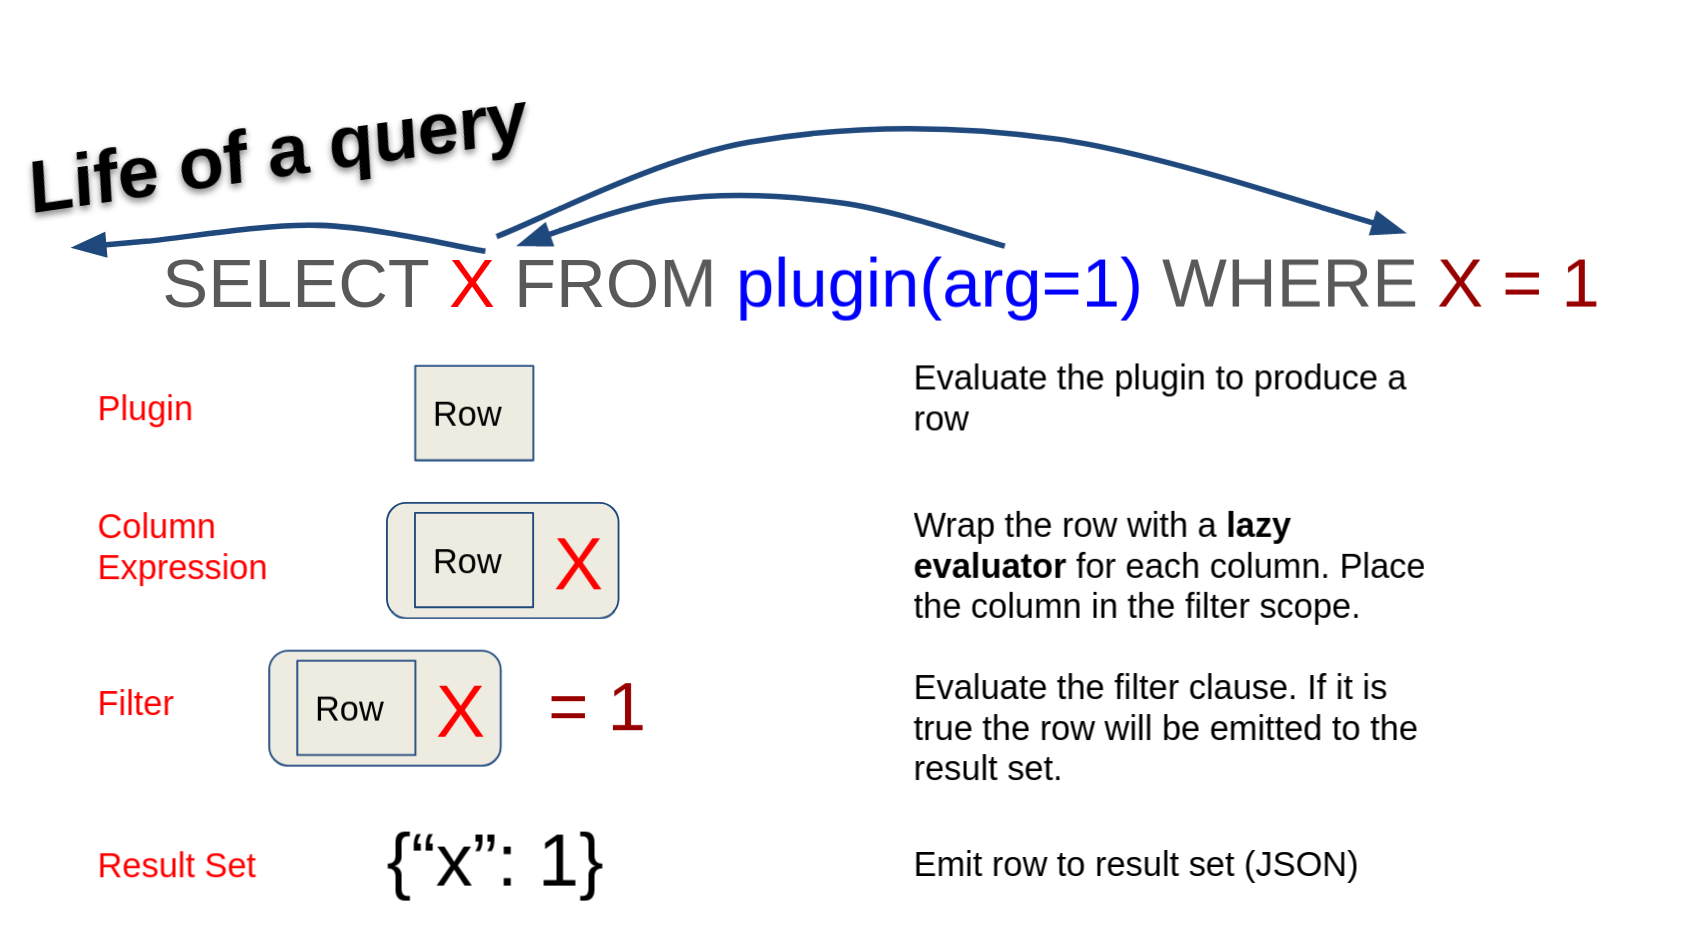 Life of a query
SELECT X FROM plugin(arg=1) WHERE X = 1
Plugin
Row
Evaluate the plugin to produce a
row
Column
Expression
Row X
Wrap the row with a lazy
evaluator for each column. Place
the column in the filter scope.
Filter
Row X = 1
Evaluate the filter clause. If it is
true the row will be emitted to the
result set.
Result Set
{“x”: 1}
Emit row to result set (JSON)